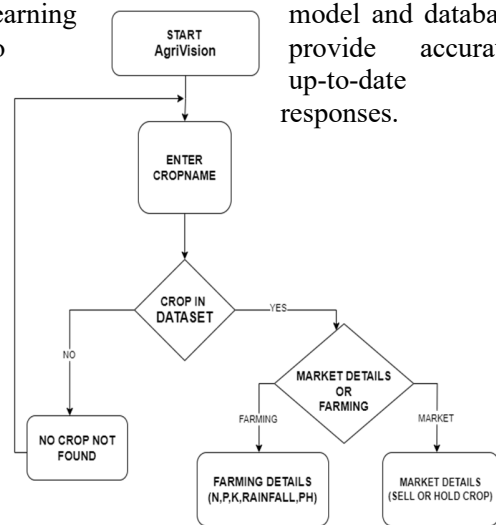 earning
model and databa
provide accurat
up-to-date
responses.
START
AgriVision
ENTER
CROPNAME
CROP IN
DATASET
YES
NO
MARKET DETAILS
OR
FARMING
FARMING
MARKET
NO CROP NOT
FOUND
FARMING DETAILS
(N,P,K,RAINFALL,PH)
MARKET DETAILS
(SELL OR HOLD CROP)